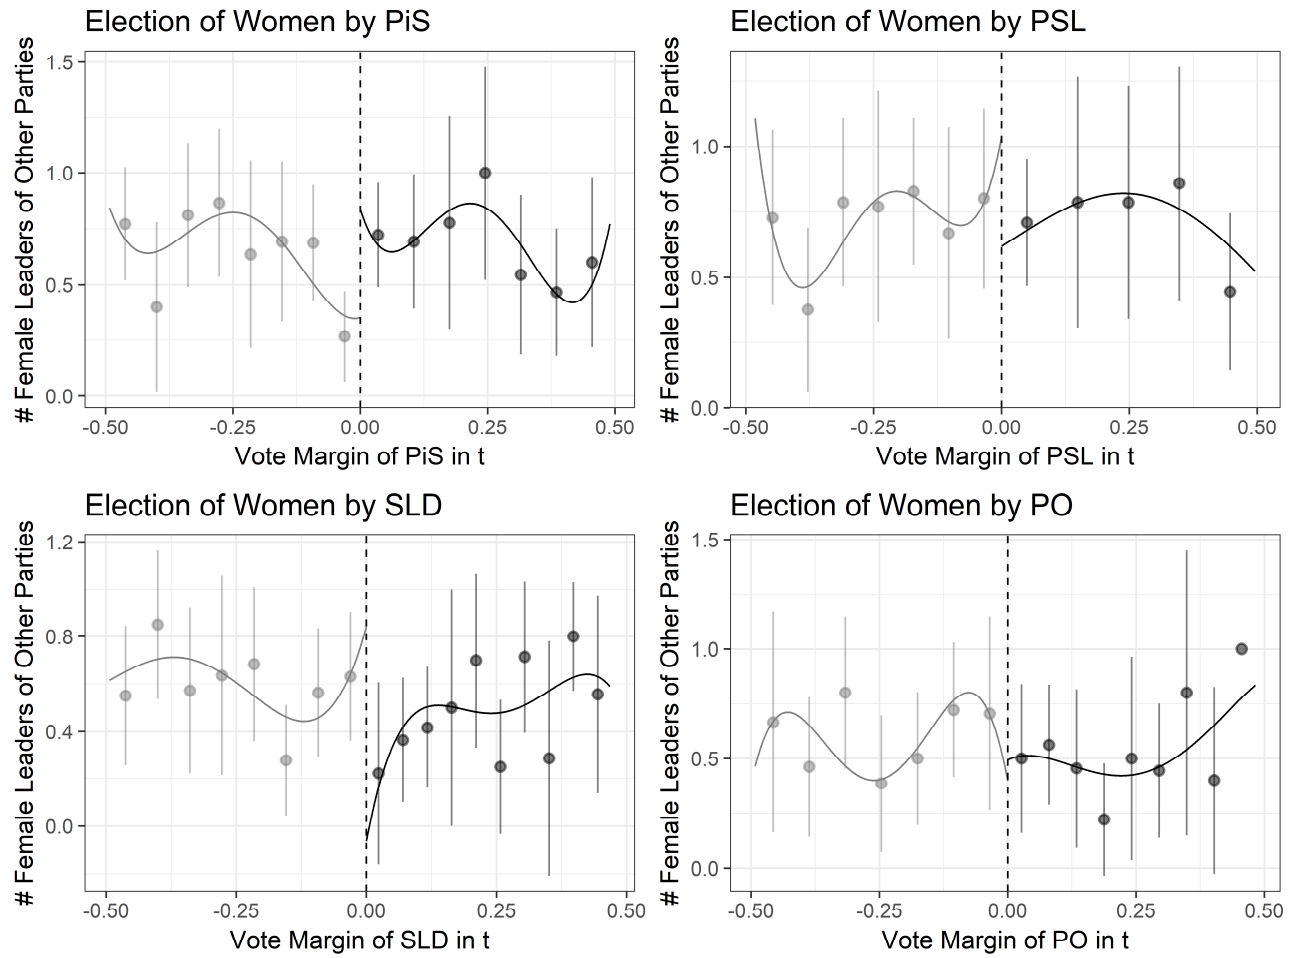 Election of Women by PiS
# Female Leaders of Other Parties
1.5
1.0
0.5
0.0
-0.50 -0.25 0.00 0.25 0.50
Vote Margin of PiS in t
Election of Women by PSL
# Female Leaders of Other Parties
1.0
0.5
0.0
-0.50 -0.25 0.00 0.25 0.50
Vote Margin of PSL in t
Election of Women by SLD
# Female Leaders of Other Parties
1.2
0.8
0.4
0.0
-0.50 -0.25 0.00 0.25 0.50
Vote Margin of SLD in t
Election of Women by PO
# Female Leaders of Other Parties
1.5
1.0
0.5
0.0
-0.50 -0.25 0.00 0.25 0.50
Vote Margin of PO in t